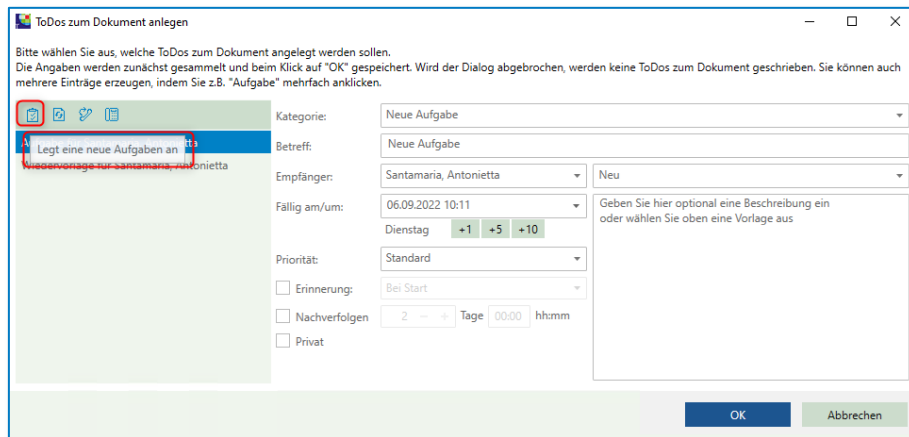 ToDos zum Dokument anlegen
Bitte wählen Sie aus, welche ToDos zum Dokument angelegt werden sollen.
Die Angaben werden zunächst gesammelt und beim Klick auf "OK" gespeichert. Wird der Dialog abgebrochen, werden keine ToDos zum Dokument geschrieben. Sie können auch
mehrere Einträge erzeugen, indem Sie z.B. "Aufgabe" mehrfach anklicken.
Legt eine neue Aufgaben an
Wiedervorlage für Santamaria, Antonietta
Kategorie: Neue Aufgabe
Betreff: Neue Aufgabe
Empfänger: Santamaria, Antonietta Neu
Fällig am/um: 06.09.2022 10:11
Dienstag +1 +5 +10
Priorität: Standard
Erinnerung: Bei Start
Nachverfolgen 2 − + Tage 00:00 hh:mm
Privat
Geben Sie hier optional eine Beschreibung ein
oder wählen Sie oben eine Vorlage aus
OK Abbrechen